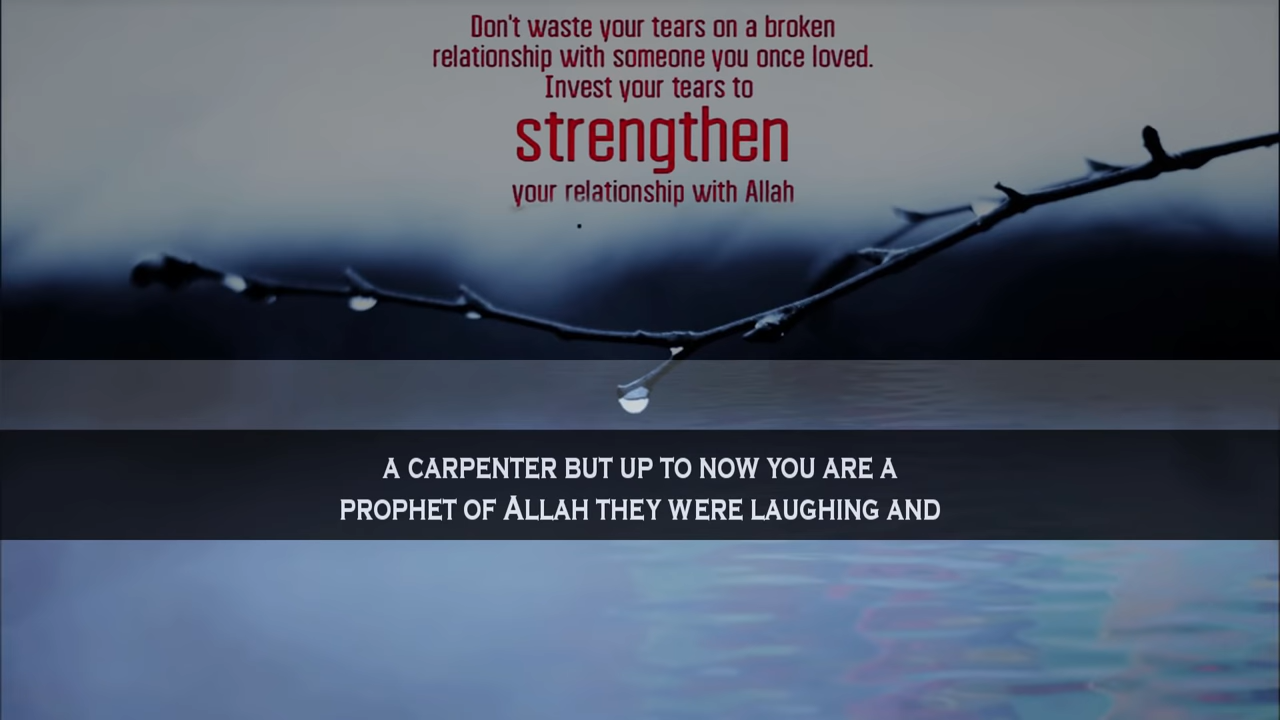 Don't waste your tears on a broken
relationship with someone you once loved.
Invest your tears to
strengthen
your relationship with Allah
A CARPENTER BUT UP TO NOW YOU ARE A
PROPHET OF ALLAH THEY WERE LAUGHING AND